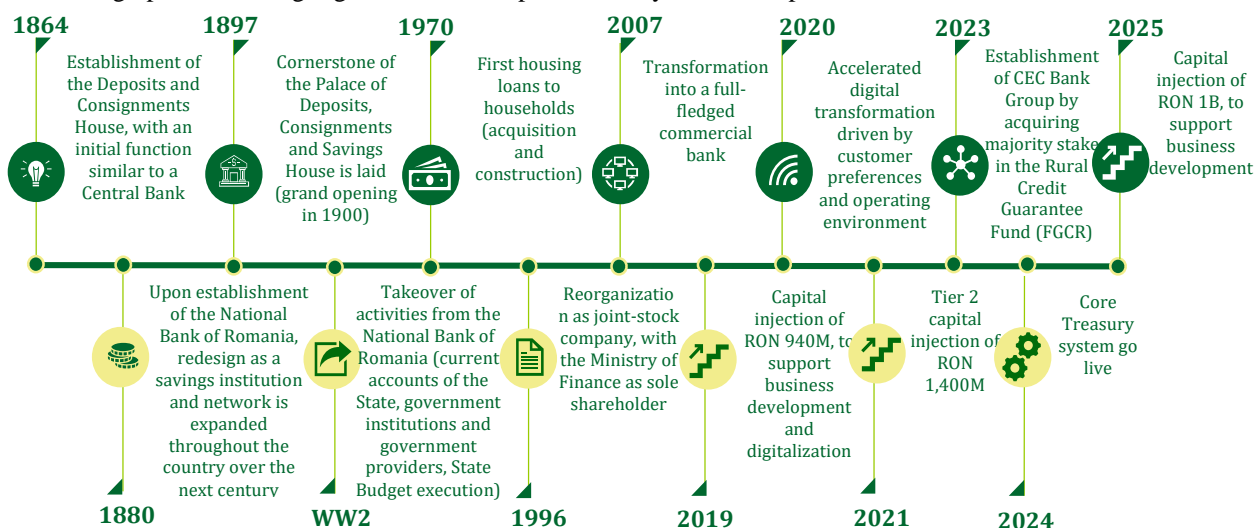 1864
Establishment of
the Deposits and
Consignments
House, with an
initial function
similar to a
Central Bank
1897
Cornerstone of
the Palace of
Deposits,
Consignments
and Savings
House is laid
(grand opening
in 1900)
1970
First housing
loans to
households
(acquisition
and
construction)
2007
Transformation
into a full-
fledged
commercial
bank
2020
Accelerated
digital
transformation
driven by
customer
preferences
and operating
environment
2023
Establishment
of CEC Bank
Group by
acquiring
majority stake
in the Rural
Credit
Guarantee
Fund (FGCR)
2025
Capital
injection of
RON 1B, to
support
business
development
Upon establishment
of the National
Bank of Romania,
redesign as a
savings institution
and network is
expanded
throughout the
country over the
next century
1880
Takeover of
activities from the
National Bank of
Romania (current
accounts of the
State, government
institutions and
government
providers, State
Budget execution)
WW2
Reorganizatio
n as joint-stock
company, with
the Ministry of
Finance as sole
shareholder
1996
Capital
injection of
RON 940M, to
support
business
development
and
digitalization
2019
Tier 2
capital
injection of
RON
1,400M
2021
Core
Treasury
system go
live
2024